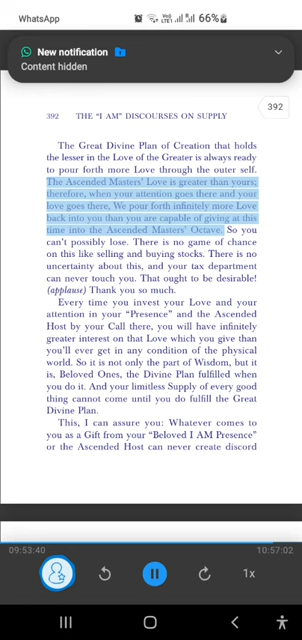 WhatsApp 66%
New notification
Content hidden
392
392 THE “I AM” DISCOURSES ON SUPPLY
The Great Divine Plan of Creation that holds
the lesser in the Love of the Greater is always ready
to pour forth more Love through the outer self.
The Ascended Masters’ Love is greater than yours;
therefore, when your attention goes there and your
love goes there, We pour forth infinitely more Love
back into you than you are capable of giving at this
time into the Ascended Masters’ Octave. So you
can’t possibly lose. There is no game of chance
on this like selling and buying stocks. There is no
uncertainty about this, and your tax department
can never touch you. That ought to be desirable!
(applause) Thank you so much.
Every time you invest your Love and your
attention in your “Presence” and the Ascended
Host by your Call there, you will have infinitely
greater interest on that Love which you give than
you’ll ever get in any condition of the physical
world. So it is not only the part of Wisdom, but it
is, Beloved Ones, the Divine Plan fulfilled when
you do it. And your limitless Supply of every good
thing cannot come until you do fulfill the Great
Divine Plan.
This, I can assure you: Whatever comes to
you as a Gift from your “Beloved I AM Presence”
or the Ascended Host can never create discord
09:53:40 10:57:02
1x